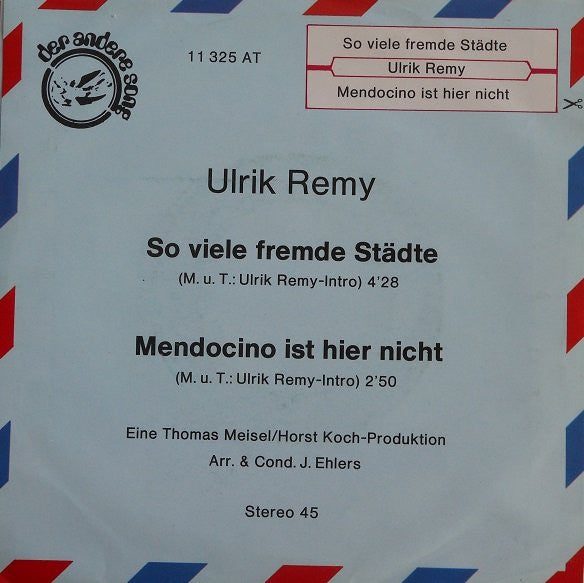 der andere song
11 325 AT
So viele fremde Städte
Ulrik Remy
Mendocino ist hier nicht
Ulrik Remy
So viele fremde Städte
(M. u. T.: Ulrik Remy-Intro) 4'28
Mendocino ist hier nicht
(M. u. T.: Ulrik Remy-Intro) 2'50
Eine Thomas Meisel/Horst Koch-Produktion
Arr. & Cond. J. Ehlers
Stereo 45